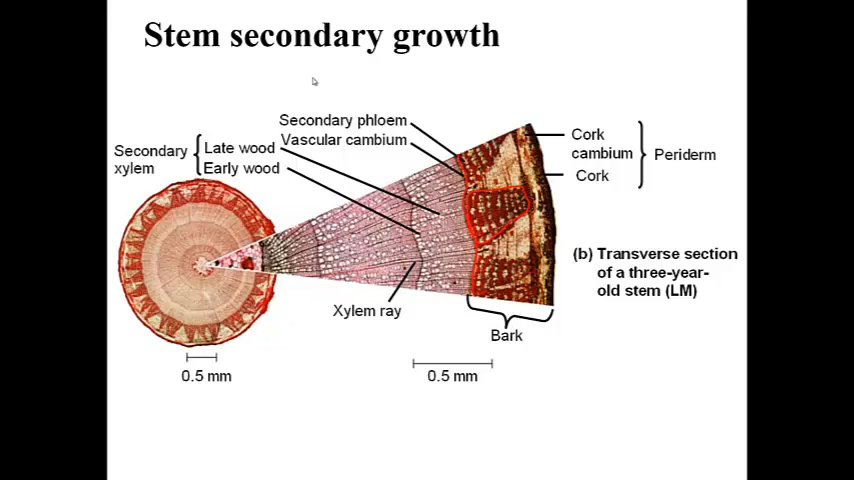 Stem secondary growth
Secondary phloem
Vascular cambium
Secondary
xylem
Late wood
Early wood
Cork
cambium
Cork
Periderm
(b) Transverse section
of a three-year-
old stem (LM)
Xylem ray
Bark
0.5 mm
0.5 mm